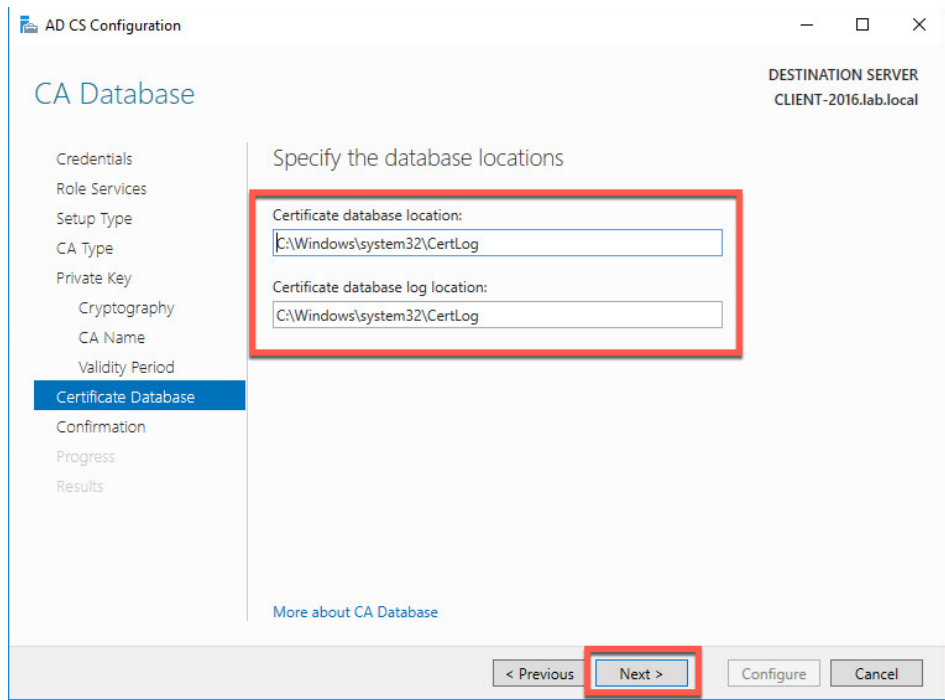 AD CS Configuration
CA Database
DESTINATION SERVER
CLIENT-2016.lab.local
Credentials
Role Services
Setup Type
CA Type
Private Key
Cryptography
CA Name
Validity Period
Certificate Database
Confirmation
Progress
Results
Specify the database locations
Certificate database location:
C:\Windows\system32\CertLog
Certificate database log location:
C:\Windows\system32\CertLog
More about CA Database
< Previous
Next >
Configure
Cancel